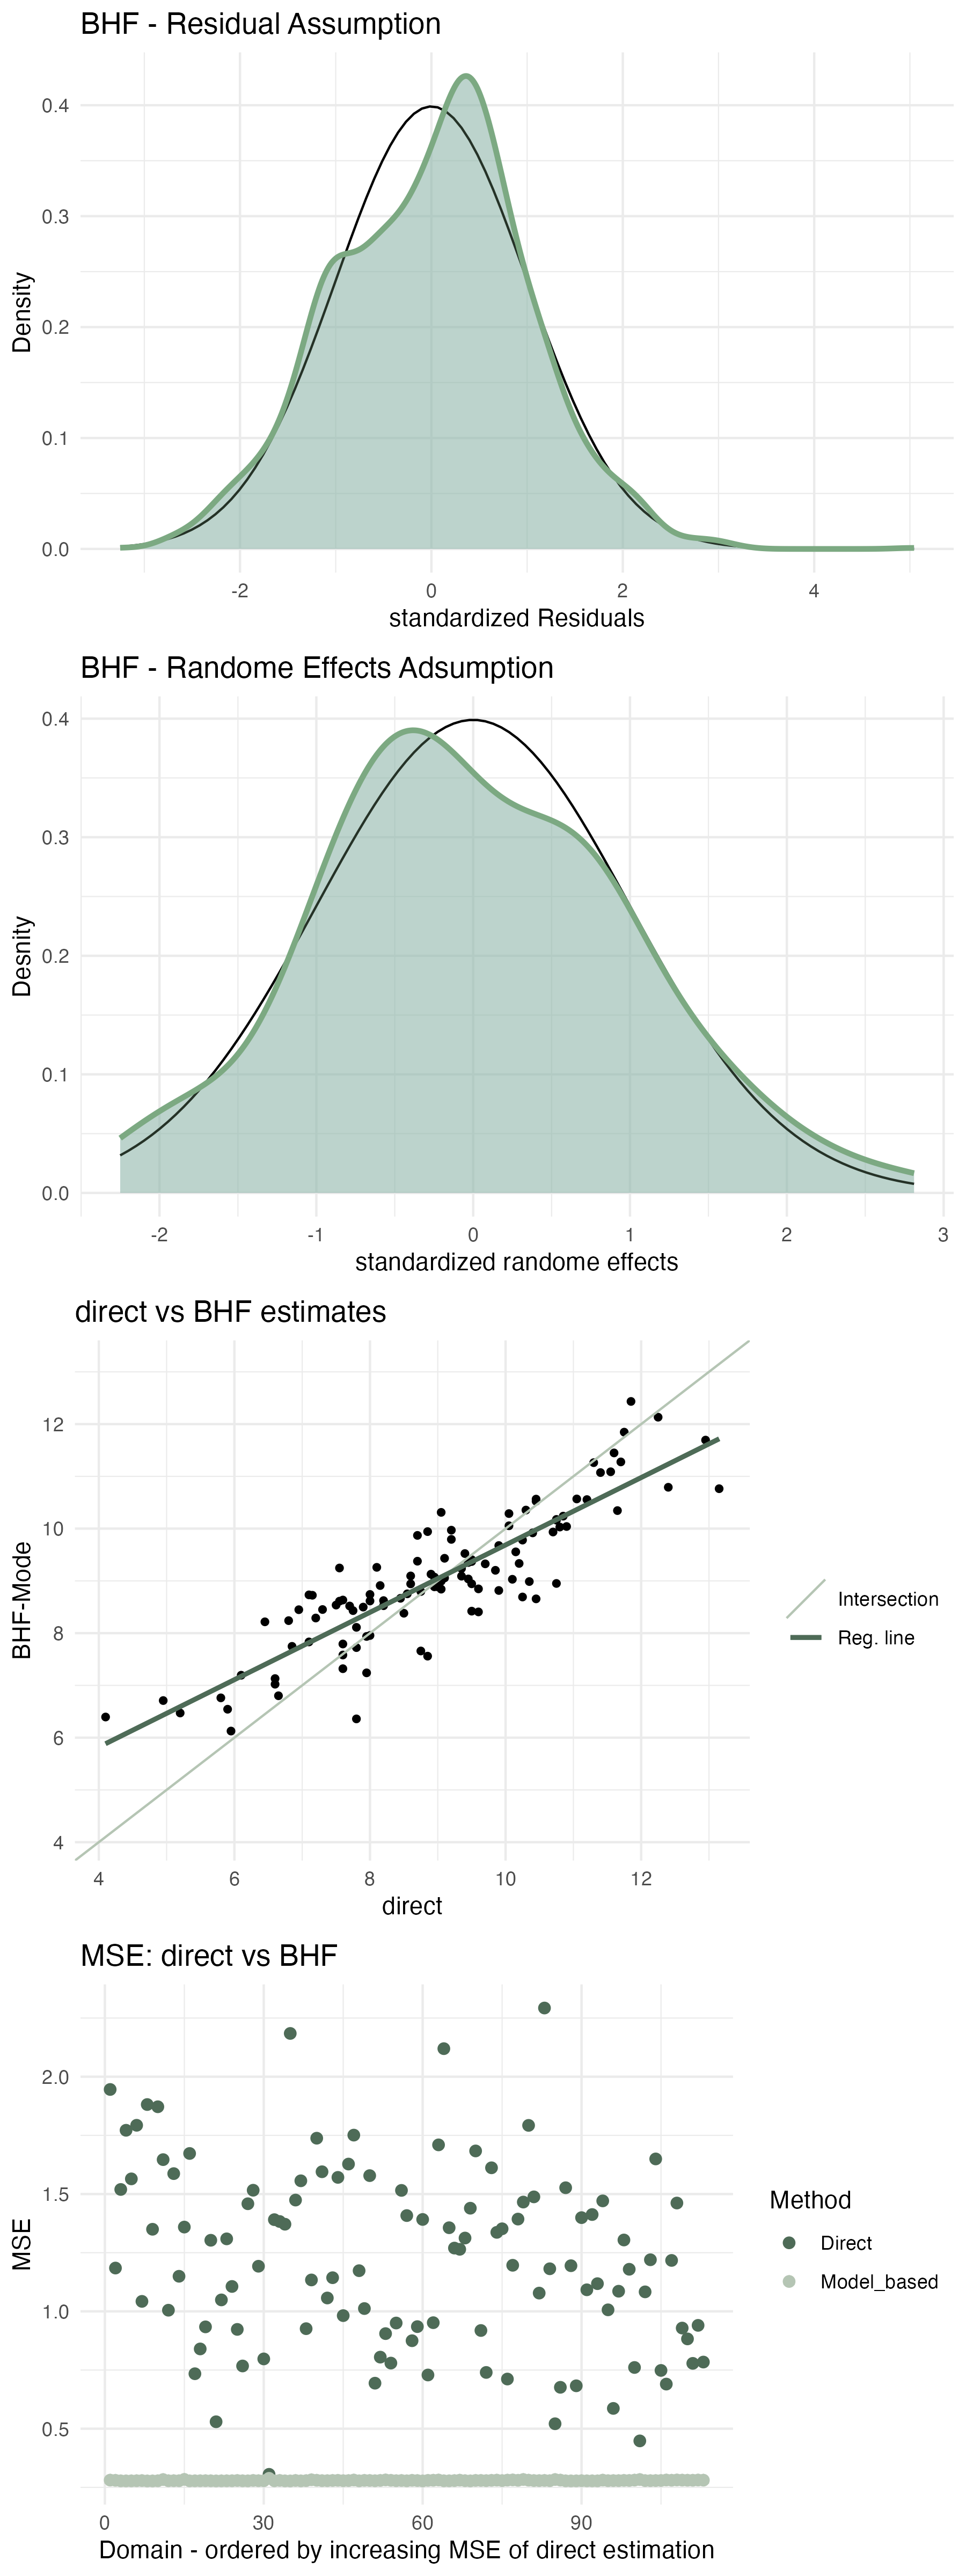 BHF - Residual Assumption
Density
0.4
0.3
0.2
0.1
0.0
-2 0 2 4
standardized Residuals
BHF - Randome Effects Adsumption
Desnity
0.4
0.3
0.2
0.1
0.0
-2 -1 0 1 2 3
standardized randome effects
direct vs BHF estimates
BHF-Mode
12
10
8
6
4
4 6 8 10 12
direct
Intersection
Reg. line
MSE: direct vs BHF
MSE
2.0
1.5
1.0
0.5
0 30 60 90
Domain - ordered by increasing MSE of direct estimation
Method
Direct
Model_based